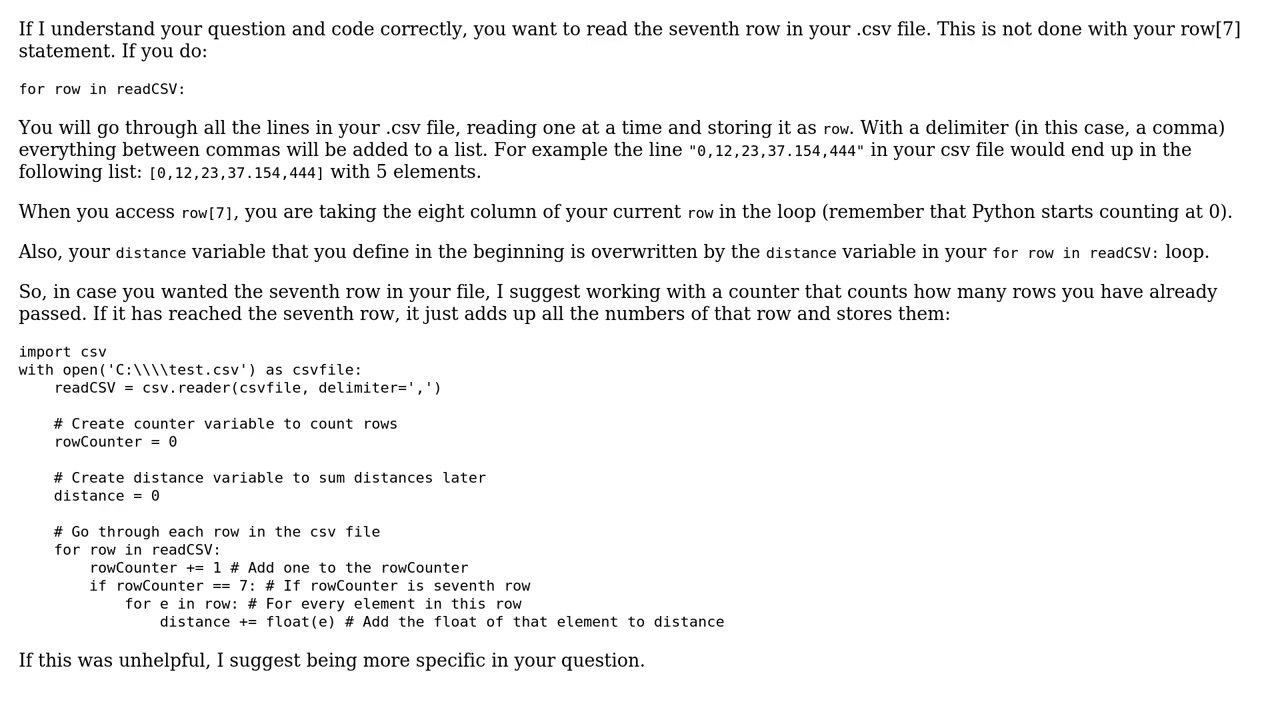 If I understand your question and code correctly, you want to read the seventh row in your .csv file. This is not done with your row[7]
statement. If you do:
for row in readCSV:
You will go through all the lines in your .csv file, reading one at a time and storing it as row. With a delimiter (in this case, a comma)
everything between commas will be added to a list. For example the line "0,12,23,37.154,444" in your csv file would end up in the
following list: [0,12,23,37.154,444] with 5 elements.
When you access row[7], you are taking the eight column of your current row in the loop (remember that Python starts counting at 0).
Also, your distance variable that you define in the beginning is overwritten by the distance variable in your for row in readCSV: loop.
So, in case you wanted the seventh row in your file, I suggest working with a counter that counts how many rows you have already
passed. If it has reached the seventh row, it just adds up all the numbers of that row and stores them:
import csv
with open('C:\\\\test.csv') as csvfile:
    readCSV = csv.reader(csvfile, delimiter=',')
    # Create counter variable to count rows
    rowCounter = 0
    # Create distance variable to sum distances later
    distance = 0
    # Go through each row in the csv file
    for row in readCSV:
        rowCounter += 1 # Add one to the rowCounter
        if rowCounter == 7: # If rowCounter is seventh row
            for e in row: # For every element in this row
                distance += float(e) # Add the float of that element to distance
If this was unhelpful, I suggest being more specific in your question.